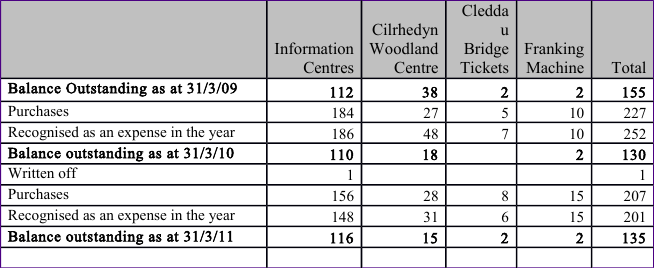 Cledda
u
Cilrhedyn
Information Woodland Bridge Franking
Centres Centre Tickets Machine Total
Balance Outstanding as at 31/3/09 112 38 2 2 155
Purchases 184 27 5 10 227
Recognised as an expense in the year 186 48 7 10 252
Balance outstanding as at 31/3/10 110 18 2 130
Written off 1 1
Purchases 156 28 8 15 207
Recognised as an expense in the year 148 31 6 15 201
Balance outstanding as at 31/3/11 116 15 2 2 135